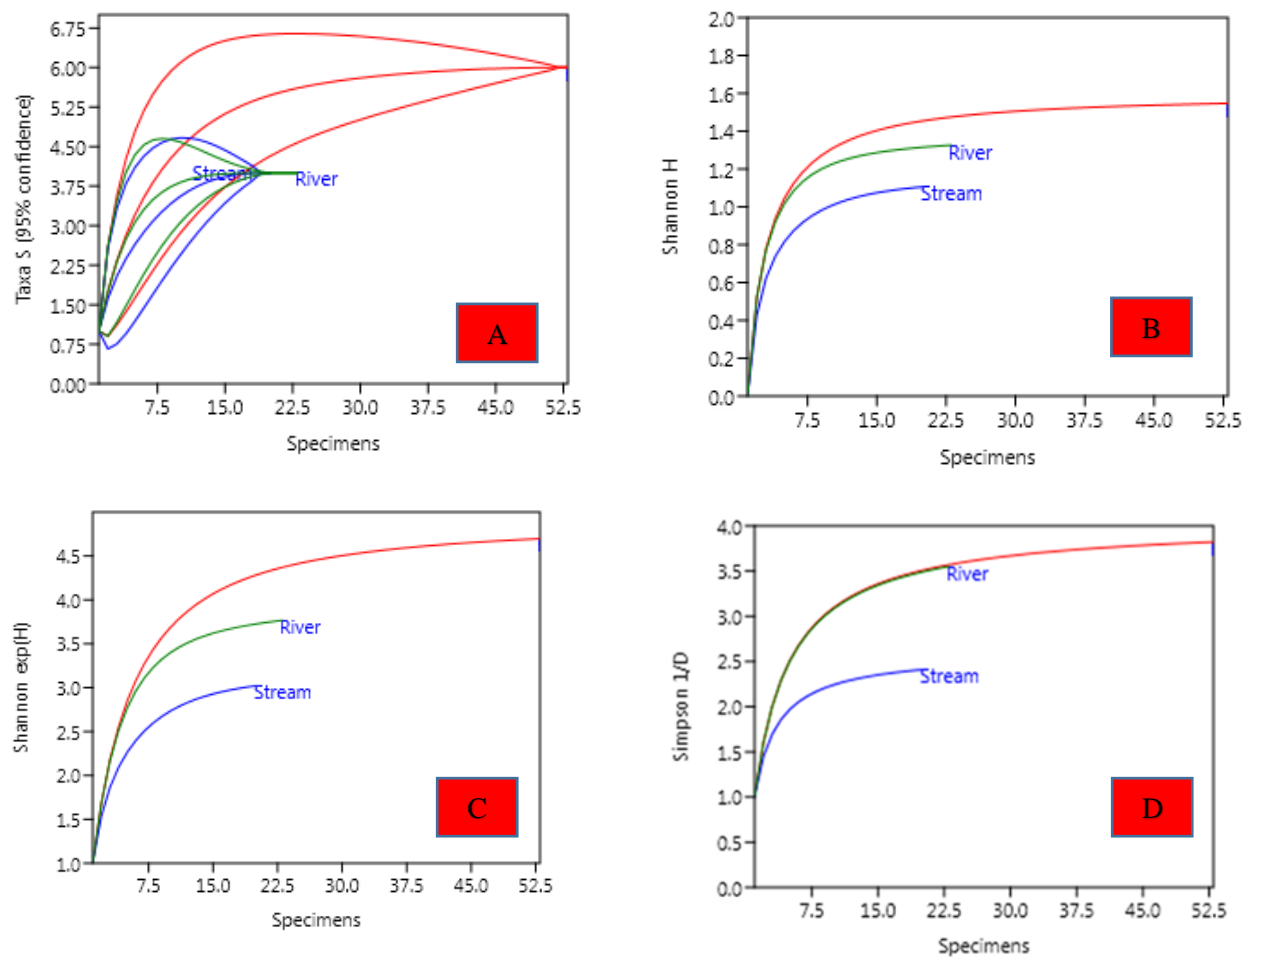 Taxa S (95% confidence)
6.75
6.00
5.25
4.50
3.75
3.00
2.25
1.50
0.75
0.00
Stream
River
A
7.5 15.0 22.5 30.0 37.5 45.0 52.5
Specimens
Shannon H
2.0
1.8
1.6
1.4
1.2
1.0
0.8
0.6
0.4
0.2
0.0
River
Stream
B
7.5 15.0 22.5 30.0 37.5 45.0 52.5
Specimens
Shannon exp(H)
4.5
4.0
3.5
3.0
2.5
2.0
1.5
1.0
River
Stream
C
7.5 15.0 22.5 30.0 37.5 45.0 52.5
Specimens
Simpson 1/D
4.0
3.5
3.0
2.5
2.0
1.5
1.0
0.5
0.0
River
Stream
D
7.5 15.0 22.5 30.0 37.5 45.0 52.5
Specimens